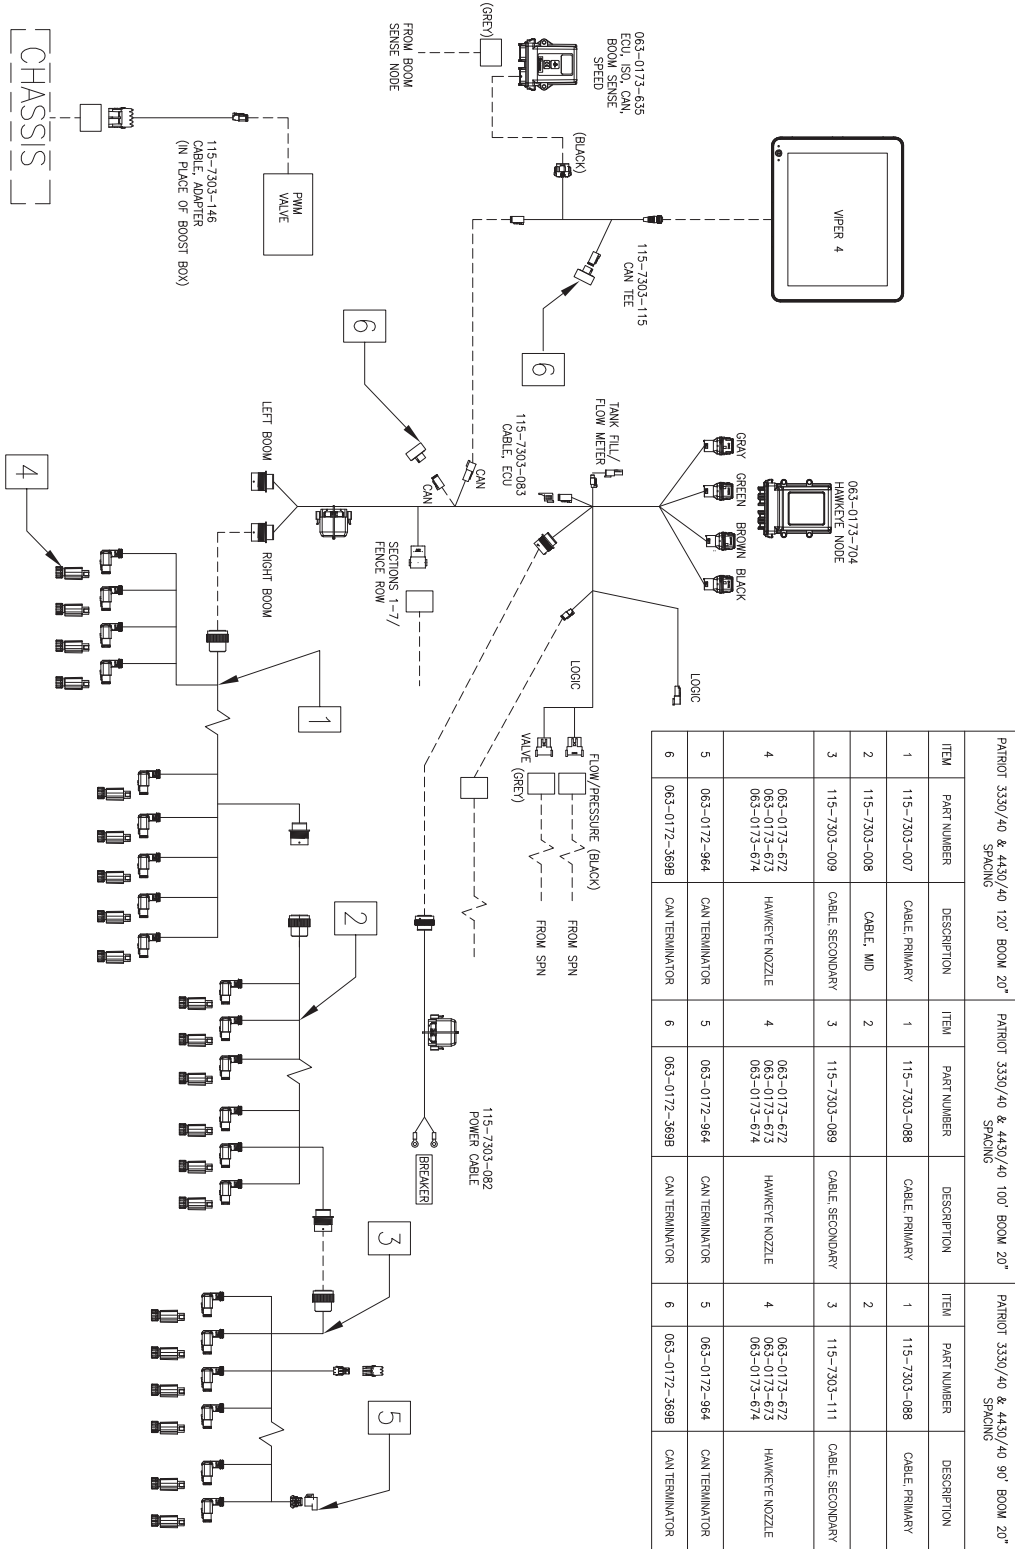 PATRIOT 3330/40 & 4430/40 120' BOOM 20"
SPACING
PATRIOT 3330/40 & 4430/40 100' BOOM 20"
SPACING
PATRIOT 3330/40 & 4430/40 90' BOOM 20"
SPACING
ITEM PART NUMBER DESCRIPTION ITEM PART NUMBER DESCRIPTION ITEM PART NUMBER DESCRIPTION
1 115-7303-007 CABLE, PRIMARY 1 115-7303-088 CABLE, PRIMARY 1 115-7303-088 CABLE, PRIMARY
2 115-7303-008 CABLE, MID 2 2
3 115-7303-009 CABLE, SECONDARY 3 115-7303-089 CABLE, SECONDARY 3 115-7303-111 CABLE, SECONDARY
4 063-0173-672
063-0173-673
063-0173-674
HAWKEYE NOZZLE
4 063-0173-672
063-0173-673
063-0173-674
HAWKEYE NOZZLE
4 063-0173-672
063-0173-673
063-0173-674
HAWKEYE NOZZLE
5 063-0172-964 CAN TERMINATOR 5 063-0172-964 CAN TERMINATOR 5 063-0172-964 CAN TERMINATOR
6 063-0172-369B CAN TERMINATOR 6 063-0172-369B CAN TERMINATOR 6 063-0172-369B CAN TERMINATOR
VIPER 4
063-0173-704
HAWKEYE NODE
GRAY
GREEN
BROWN
BLACK
LOGIC
LOGIC
063-0173-635
ECU, ISO, CAN,
BOOM SENSE
SPEED
(GREY)
(BLACK)
FROM BOOM
SENSE NODE
115-7303-115
CAN TEE
6
TANK FILL/
FLOW METER
FLOW/PRESSURE (BLACK)
VALVE (GREY)
FROM SPN
FROM SPN
115-7303-083
CABLE, ECU
CAN
CAN
6
115-7303-082
POWER CABLE
BREAKER
SECTIONS 1-7/
FENCE ROW
PWM
VALVE
115-7303-146
CABLE, ADAPTER
(IN PLACE OF BOOST BOX)
CHASSIS
LEFT BOOM
RIGHT BOOM
1
2
3
4
5